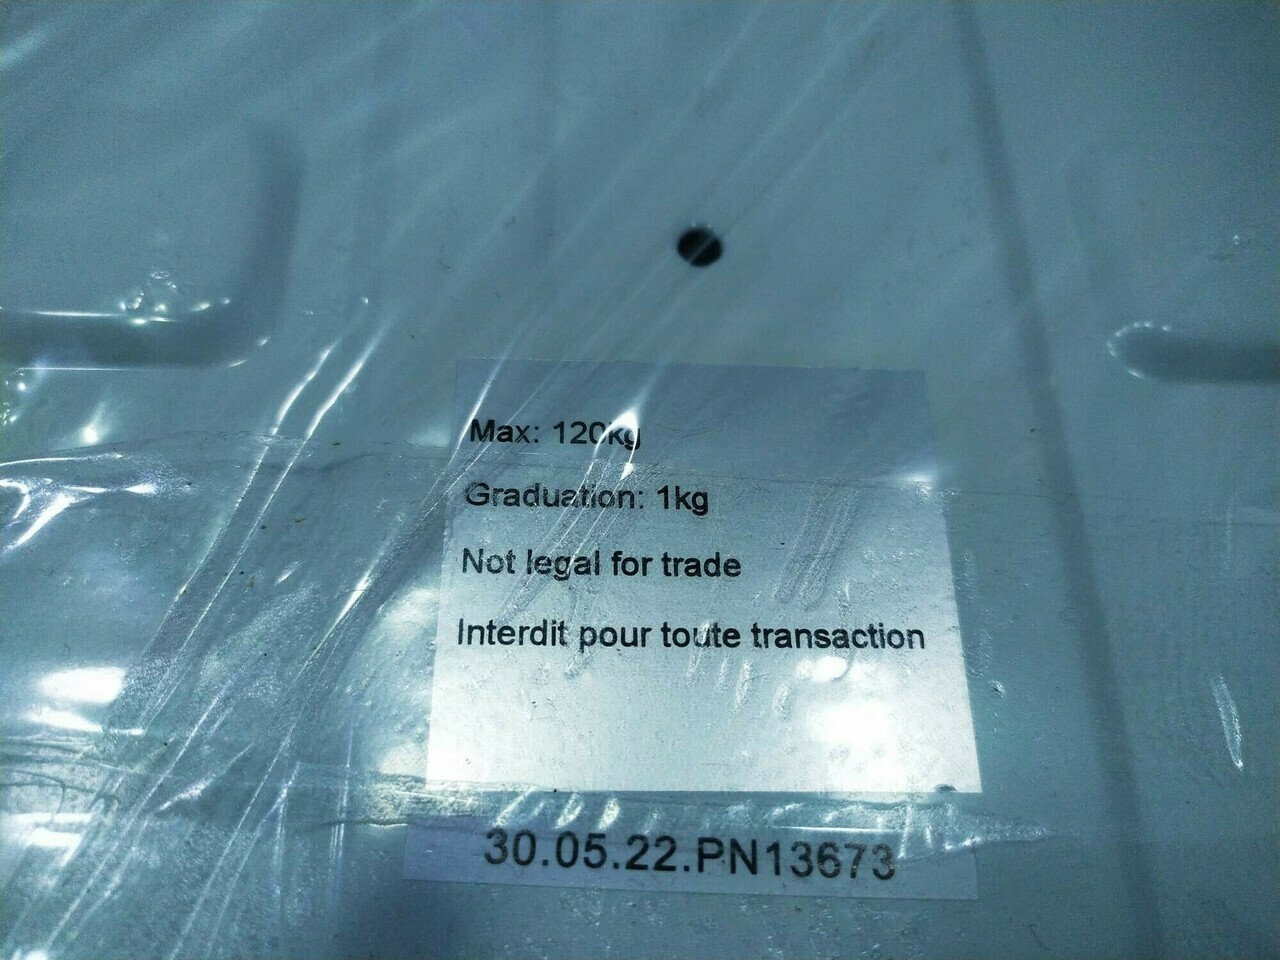 Max: 120kg
Graduation: 1kg
Not legal for trade
Interdit pour toute transaction
30.05.22.PN13673